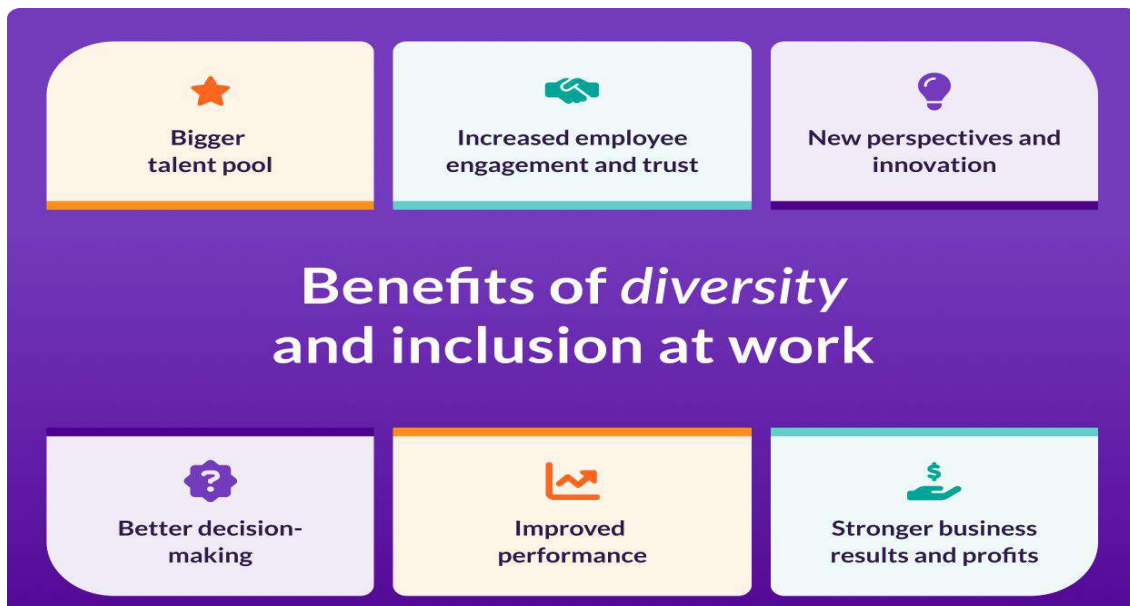 Bigger
talent pool
Increased employee
engagement and trust
New perspectives and
innovation
Benefits of diversity
and inclusion at work
?
Better decision-
making
Improved
performance
$
Stronger business
results and profits